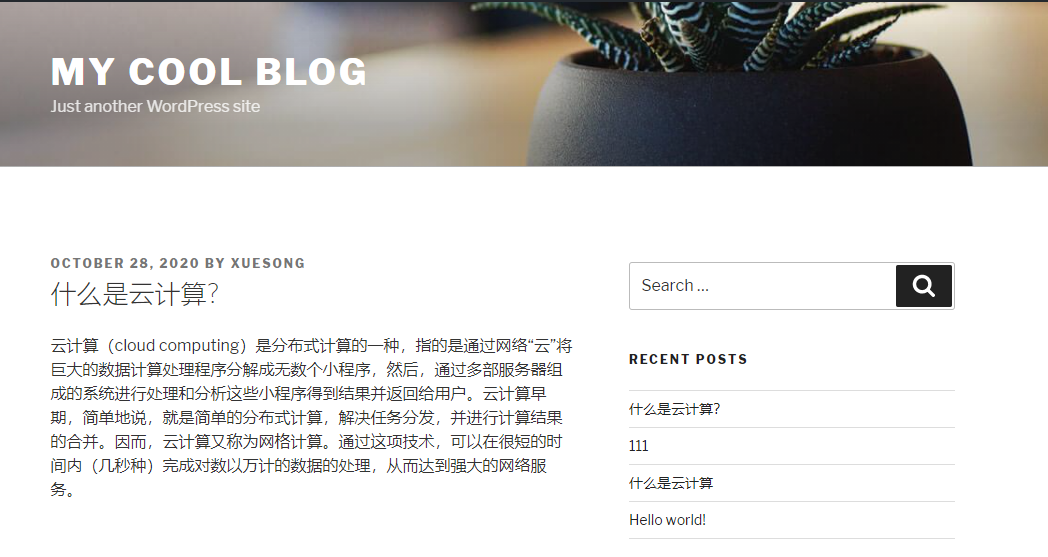 MY COOL BLOG
Just another WordPress site
OCTOBER 28, 2020 BY XUESONG
什么是云计算?
云计算（cloud computing）是分布式计算的一种，指的是通过网络“云”将
巨大的数据计算处理程序分解成无数个小程序，然后，通过多部服务器组
成的系统进行处理和分析这些小程序得到结果并返回给用户。云计算早
期，简单地说，就是简单的分布式计算，解决任务分发，并进行计算结果
的合并。因而，云计算又称为网格计算。通过这项技术，可以在很短的时
间内（几秒种）完成对数以万计的数据的处理，从而达到强大的网络服
务。
Search …
RECENT POSTS
什么是云计算?
111
什么是云计算
Hello world!